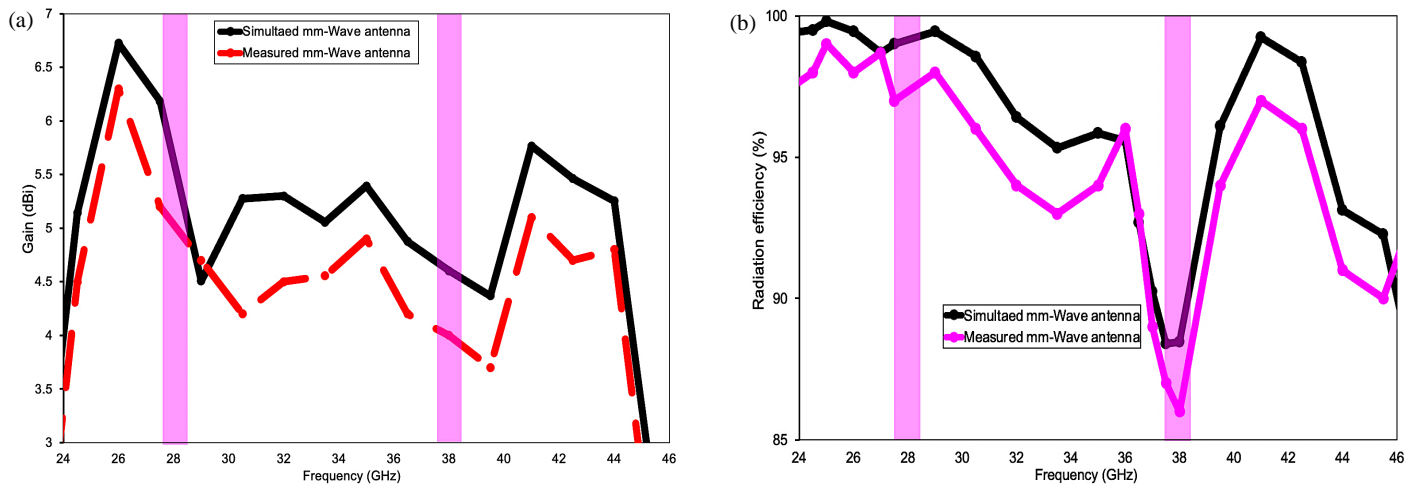 (a)
7
6.5
6
5.5
5
4.5
4
3.5
3
Gain (dBi)
Simultaed mm-Wave antenna
Measured mm-Wave antenna
24 26 28 30 32 34 36 38 40 42 44 46
Frequency (GHz)
(b)
100
95
90
85
Radiation efficiency (%)
Simultaed mm-Wave antenna
Measured mm-Wave antenna
24 26 28 30 32 34 36 38 40 42 44 46
Frequency (GHz)